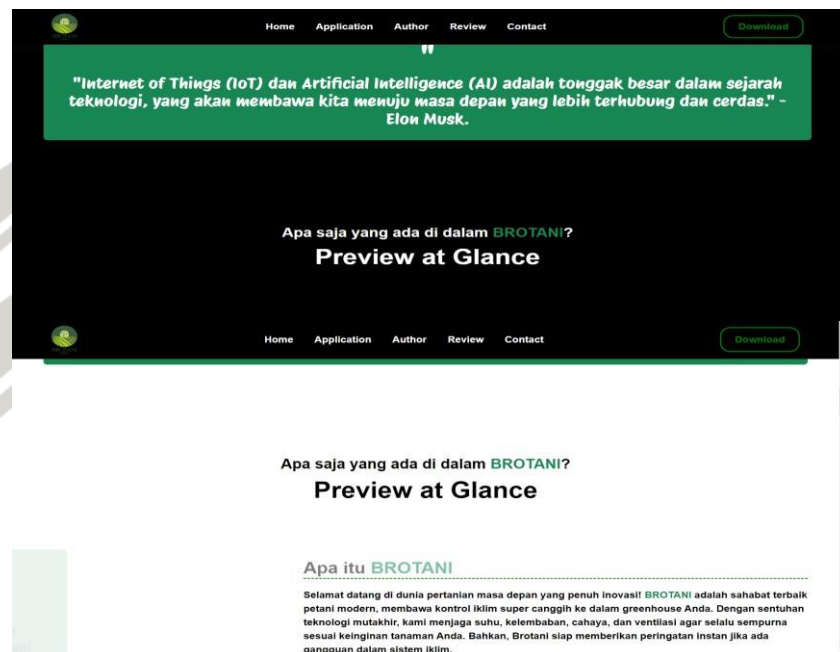 Home Application Author Review Contact Download
"
"Internet of Things (IoT) dan Artificial Intelligence (AI) adalah tonggak besar dalam sejarah
teknologi, yang akan membawa kita menuju masa depan yang lebih terhubung dan cerdas." -
Elon Musk.
Apa saja yang ada di dalam BROTANI?
Preview at Glance
Home Application Author Review Contact Download
Apa saja yang ada di dalam BROTANI?
Preview at Glance
Apa itu BROTANI
Selamat datang di dunia pertanian masa depan yang penuh inovasi! BROTANI adalah sahabat terbaik
petani modern, membawa kontrol iklim super canggih ke dalam greenhouse Anda. Dengan sentuhan
teknologi mutakhir, kami menjaga suhu, kelembaban, cahaya, dan ventilasi agar selalu sempurna
sesuai keinginan tanaman Anda. Bahkan, Brotani siap memberikan peringatan instan jika ada
gangguan dalam sistem iklim.